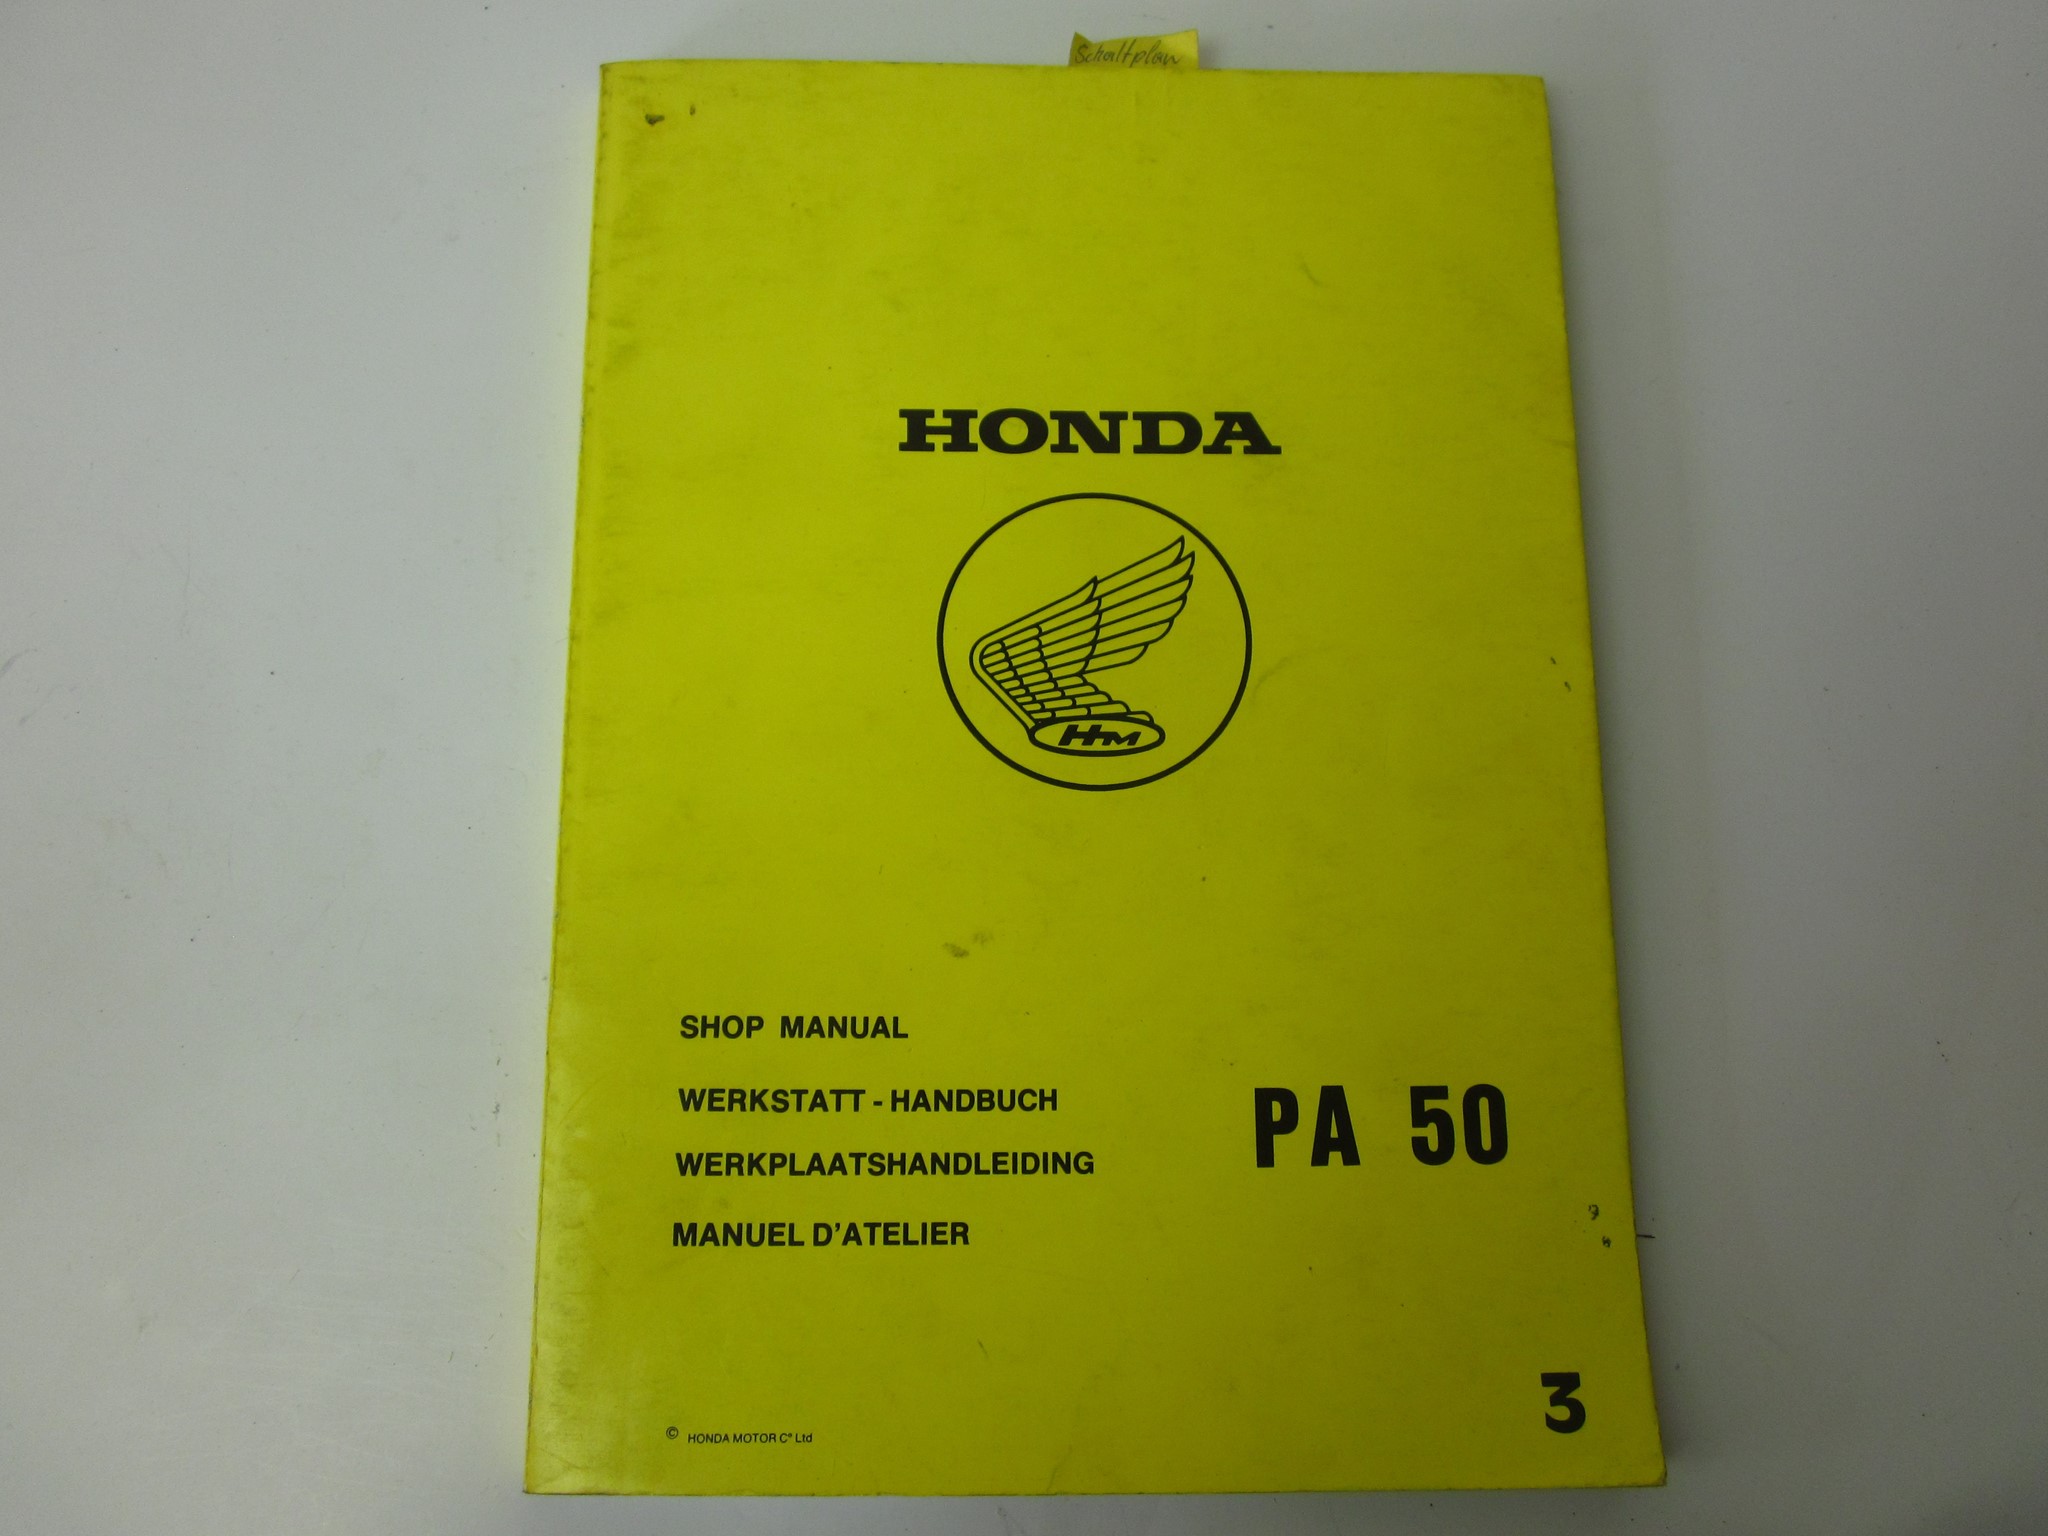 Schaltplan
HONDA
HM
SHOP MANUAL
WERKSTATT - HANDBUCH
WERKPLAATSHANDLEIDING
MANUEL D'ATELIER
PA 50
3
© HONDA MOTOR C° Ltd